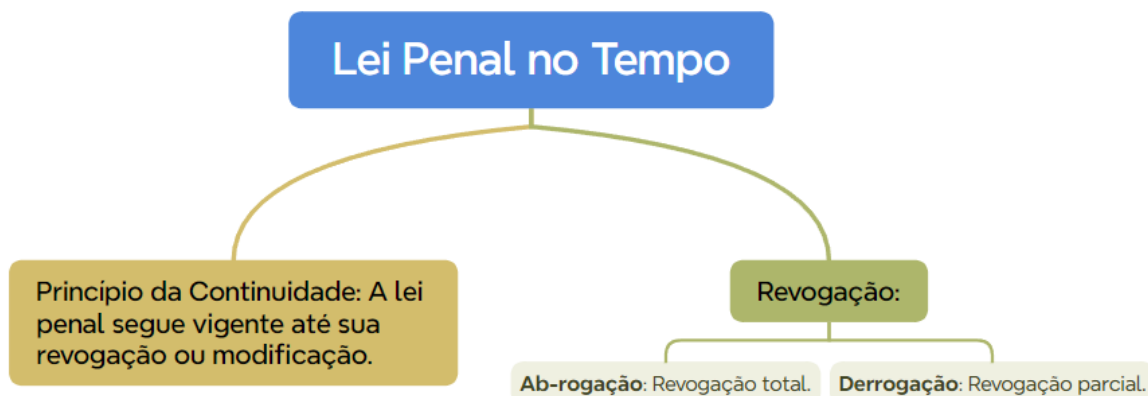 Lei Penal no Tempo
Princípio da Continuidade: A lei
penal segue vigente até sua
revogação ou modificação.
Revogação:
Ab-rogação: Revogação total.
Derrogação: Revogação parcial.